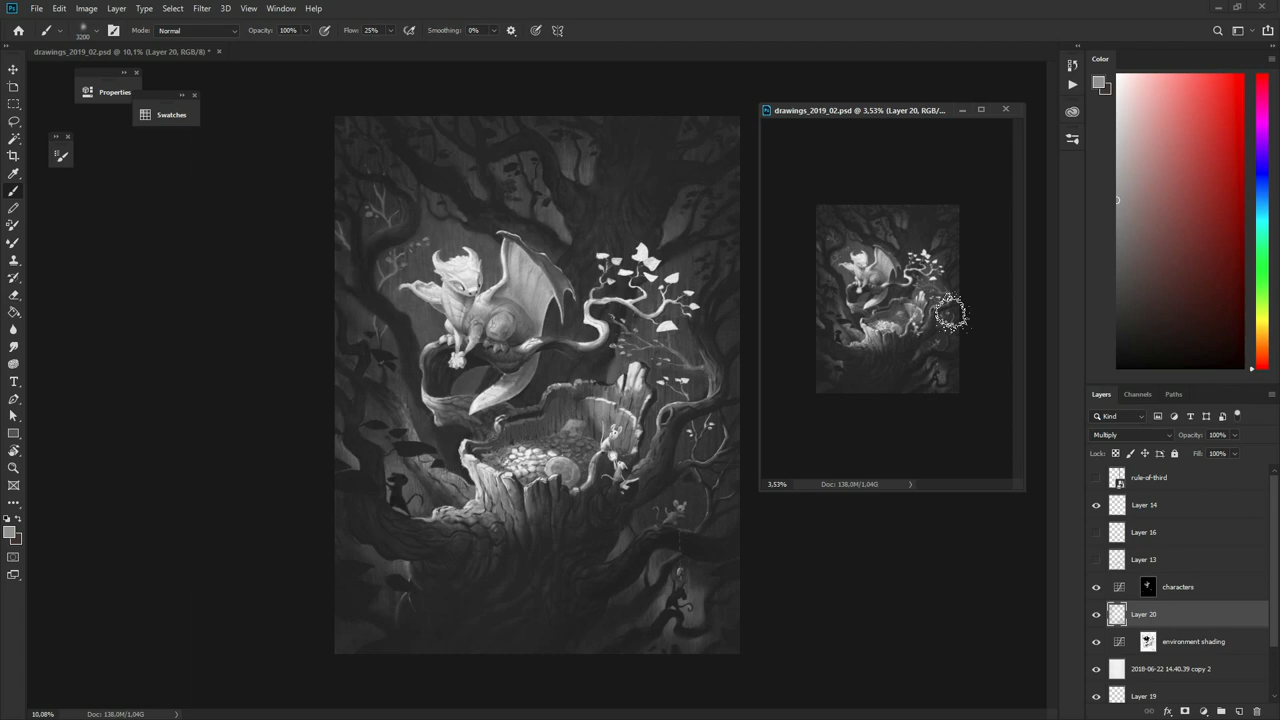 Ps File Edit Image Layer Type Select Filter 3D View Window Help
3200 Mode: Normal Opacity: 100% Flow: 25% Smoothing: 0%
drawings_2019_02.psd @ 10,1% (Layer 20, RGB/8) * ×
Properties
Swatches
Ps drawings_2019_02.psd @ 3,53% (Layer 20, RGB/...
3,53% Doc: 138,0M/1,04G
Color
Layers Channels Paths
Kind
Multiply Opacity: 100%
Lock: Fill: 100%
rule-of-third
Layer 14
Layer 16
Layer 13
characters
Layer 20
environment shading
2018-06-22 14.40.39 copy 2
Layer 19
fx
10,08% Doc: 138,0M/1,04G